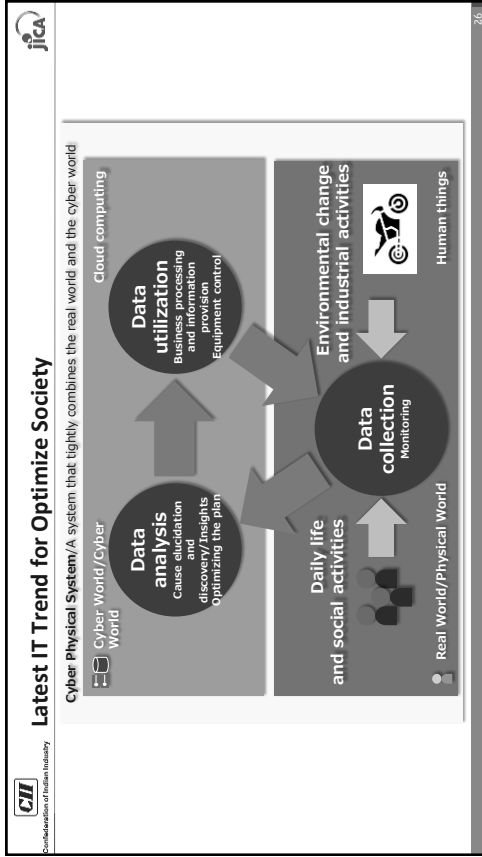 CII
Confederation of Indian Industry
Latest IT Trend for Optimize Society
jICA
Cyber Physical System/A system that tightly combines the real world and the cyber world
Cyber World/Cyber
World
Cloud computing
Data
analysis
Cause elucidation
and
discovery/Insights
Optimizing the plan
Data
utilization
Business processing
and information
provision
Equipment control
Daily life
and social activities
Data
collection
Monitoring
Environmental change
and industrial activities
Real World/Physical World
Human things
26